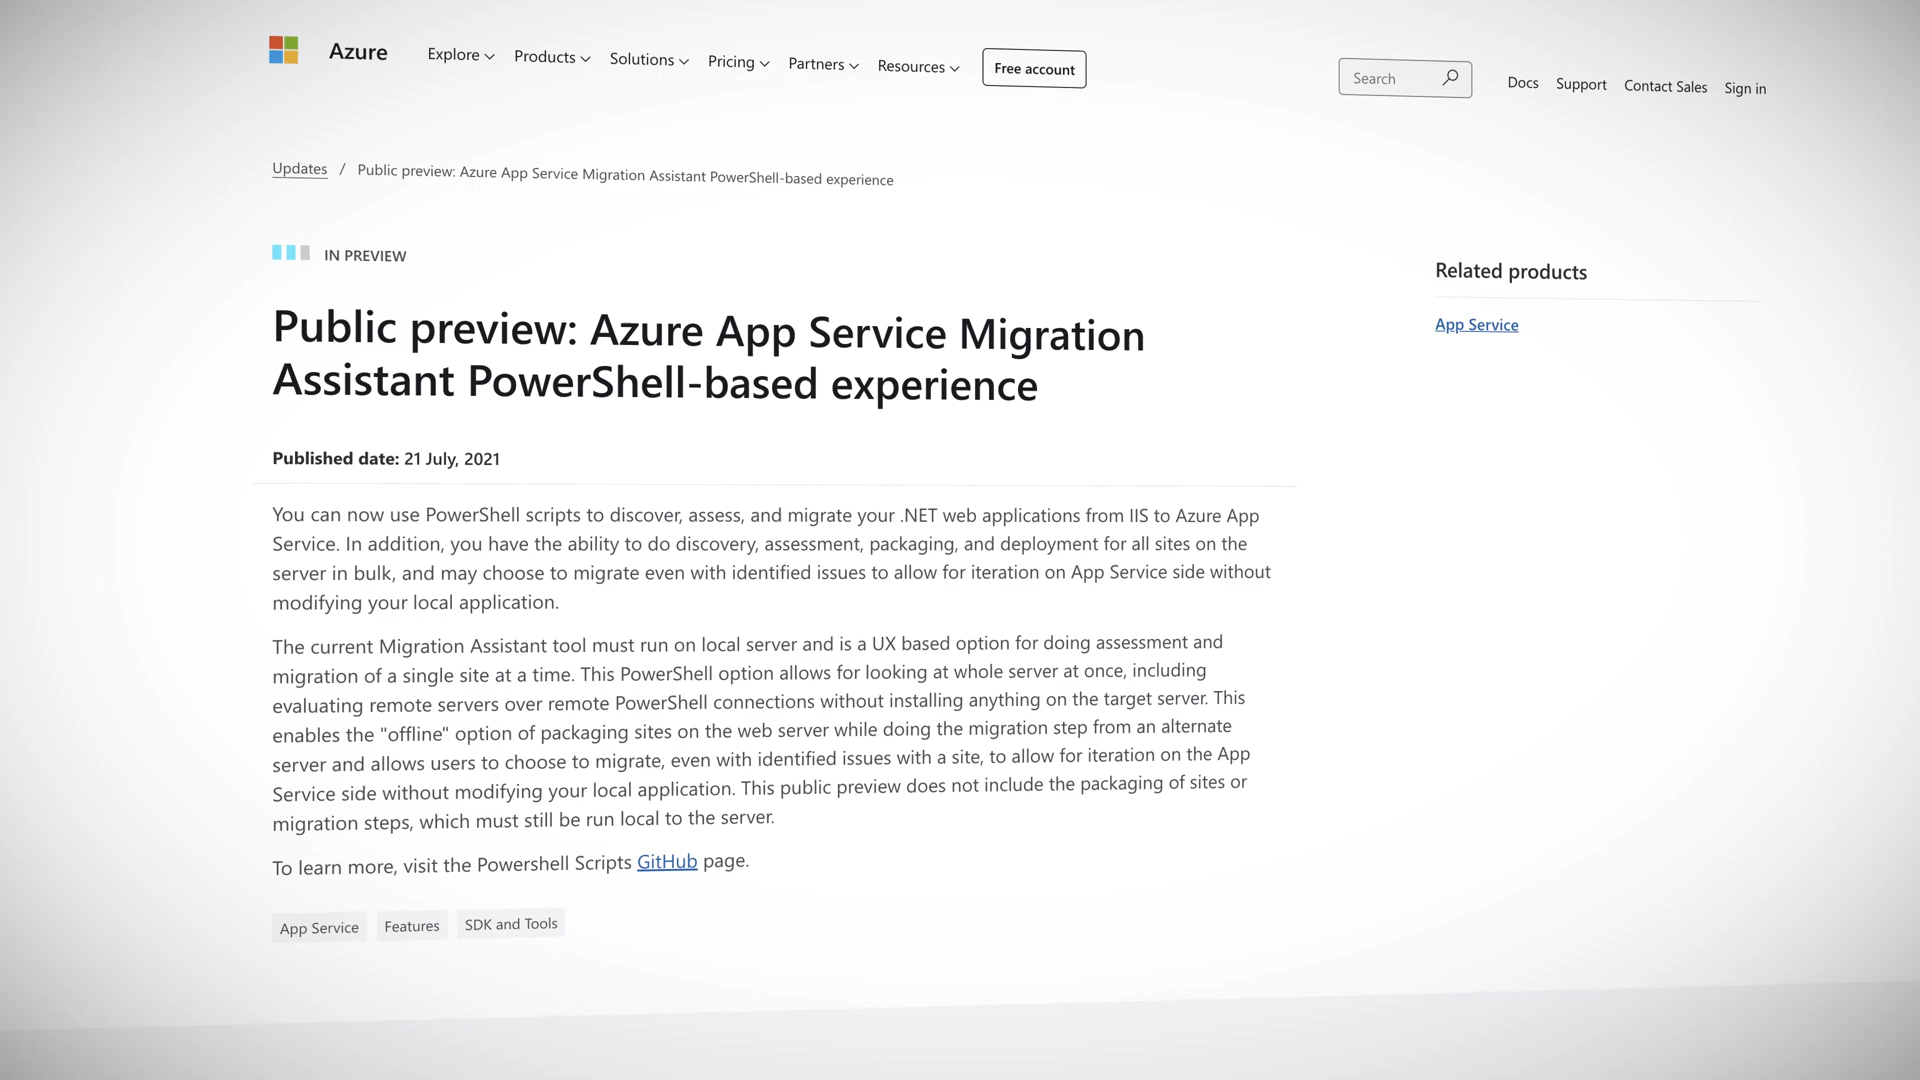 Azure
Explore Products Solutions Pricing Partners Resources Free account
Search Docs Support Contact Sales Sign in
Updates / Public preview: Azure App Service Migration Assistant PowerShell-based experience
IN PREVIEW
Public preview: Azure App Service Migration
Assistant PowerShell-based experience
Published date: 21 July, 2021
You can now use PowerShell scripts to discover, assess, and migrate your .NET web applications from IIS to Azure App
Service. In addition, you have the ability to do discovery, assessment, packaging, and deployment for all sites on the
server in bulk, and may choose to migrate even with identified issues to allow for iteration on App Service side without
modifying your local application.
The current Migration Assistant tool must run on local server and is a UX based option for doing assessment and
migration of a single site at a time. This PowerShell option allows for looking at whole server at once, including
evaluating remote servers over remote PowerShell connections without installing anything on the target server. This
enables the "offline" option of packaging sites on the web server while doing the migration step from an alternate
server and allows users to choose to migrate, even with identified issues with a site, to allow for iteration on the App
Service side without modifying your local application. This public preview does not include the packaging of sites or
migration steps, which must still be run local to the server.
To learn more, visit the Powershell Scripts GitHub page.
App Service Features SDK and Tools
Related products
App Service